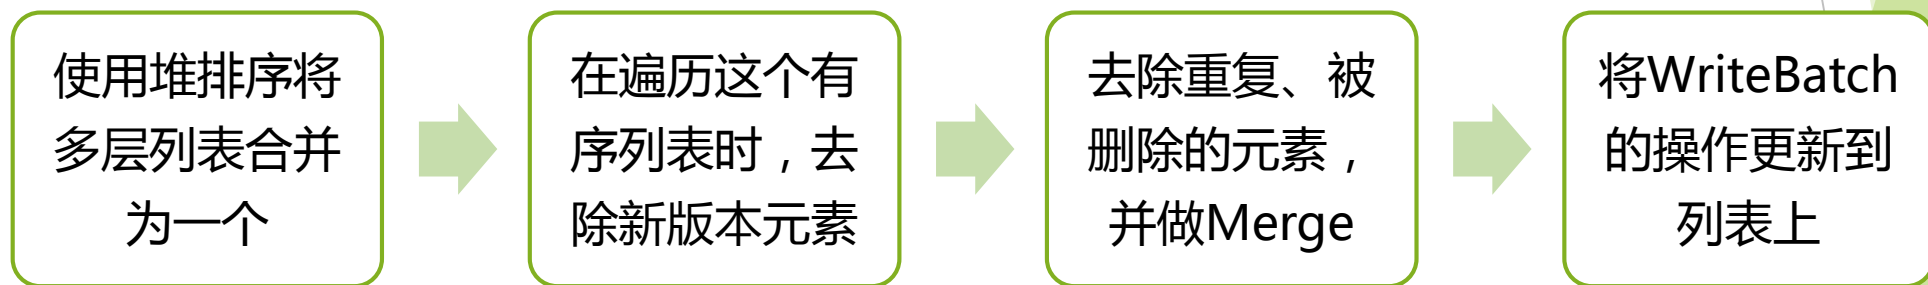 使用堆排序将
多层列表合并
为一个
在遍历这个有
序列表时，去
除新版本元素
去除重复、被
删除的元素，
并做Merge
将WriteBatch
的操作更新到
列表上